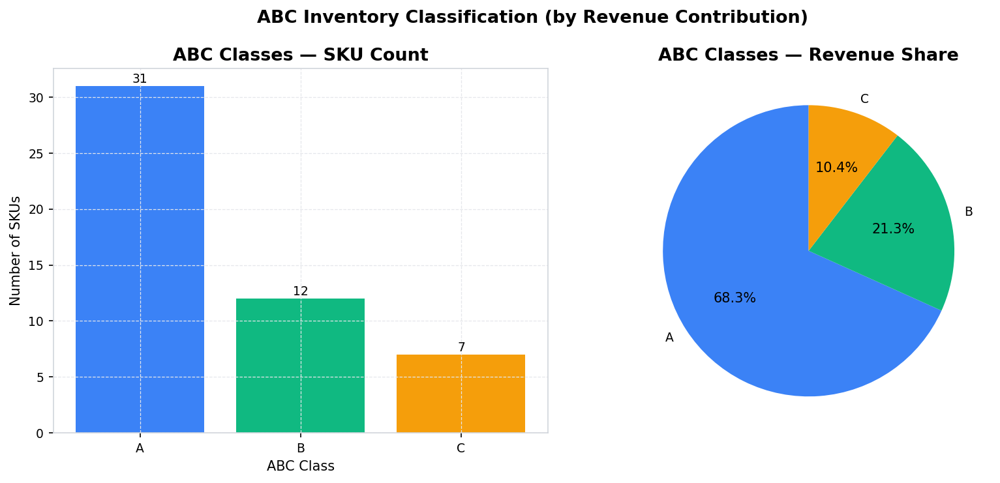 ABC Inventory Classification (by Revenue Contribution)
ABC Classes — SKU Count
31
12
7
30
25
20
15
10
5
0
Number of SKUs
A
B
C
ABC Class
ABC Classes — Revenue Share
C
10.4%
B
21.3%
68.3%
A